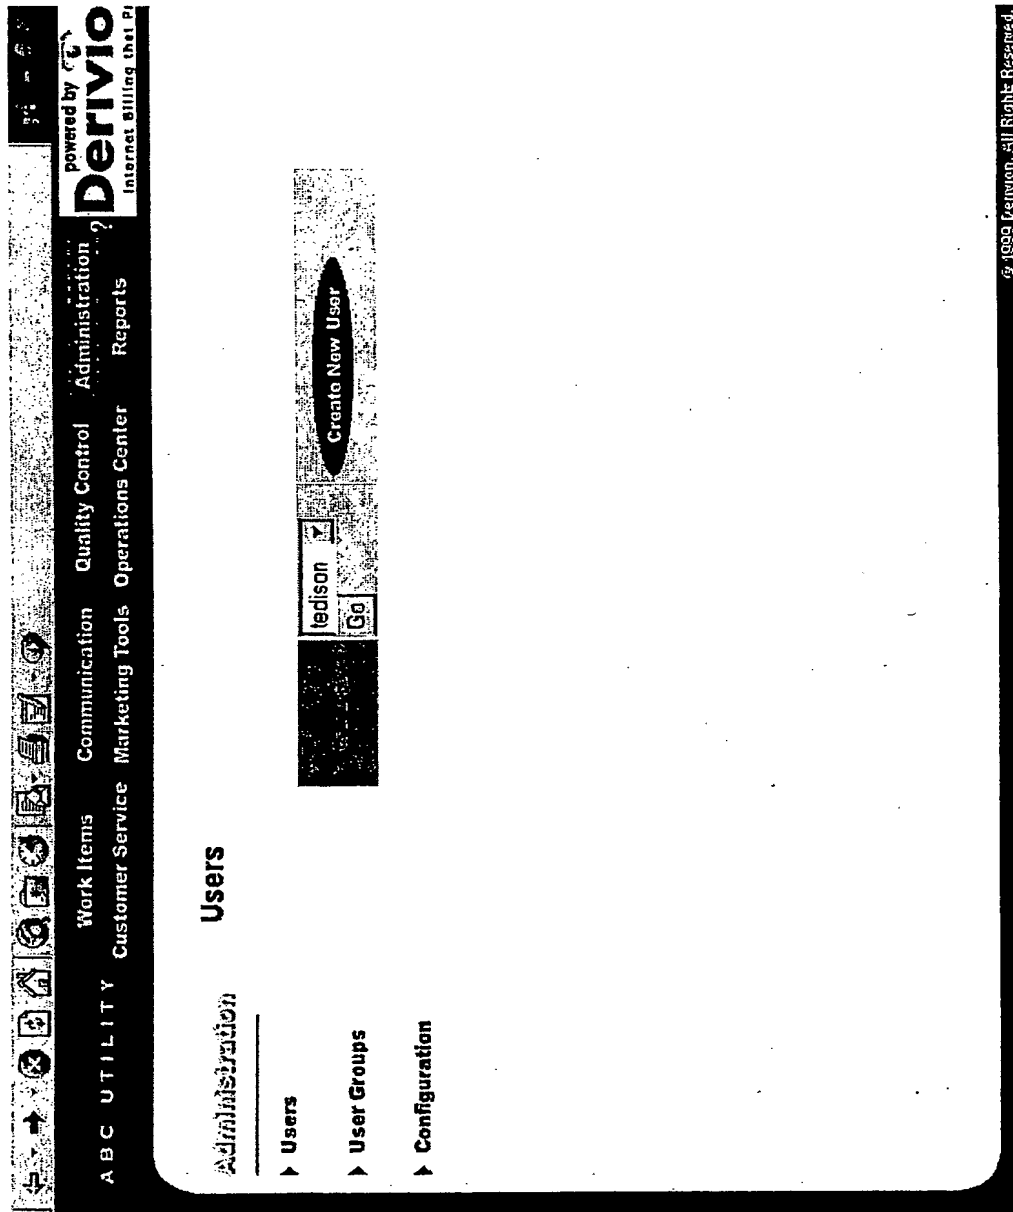 powered by
Derivio
Internet Billing that
ABC UTILITY
Work Items Communication Quality Control Administration ?
Customer Service Marketing Tools Operations Center Reports
Administration
Users
Users
User Groups
Configuration
tedison
Go
Create New User
© 1999 Derivion. All Rights Reserved.